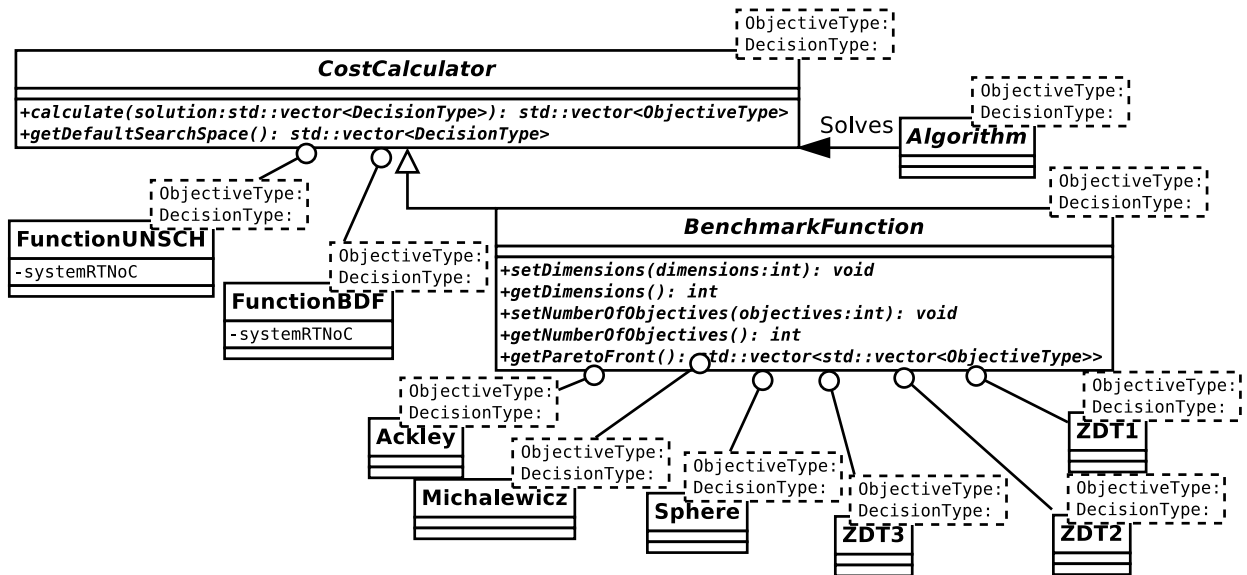 ObjectiveType:
DecisionType:
CostCalculator
+calculate(solution:std::vector<DecisionType>): std::vector<ObjectiveType>
+getDefaultSearchSpace(): std::vector<DecisionType>
Solves
ObjectiveType:
DecisionType:
Algorithm
ObjectiveType:
DecisionType:
FunctionUNSCH
-systemRTNoC
ObjectiveType:
DecisionType:
FunctionBDF
-systemRTNoC
ObjectiveType:
DecisionType:
BenchmarkFunction
+setDimensions(dimensions:int): void
+getDimensions(): int
+setNumberOfObjectives(objectives:int): void
+getNumberOfObjectives(): int
+getParetoFront(): std::vector<std::vector<ObjectiveType>>
ObjectiveType:
DecisionType:
Ackley
ObjectiveType:
DecisionType:
Michalewicz
ObjectiveType:
DecisionType:
Sphere
ObjectiveType:
DecisionType:
ZDT3
ObjectiveType:
DecisionType:
ZDT2
ObjectiveType:
DecisionType:
ZDT1